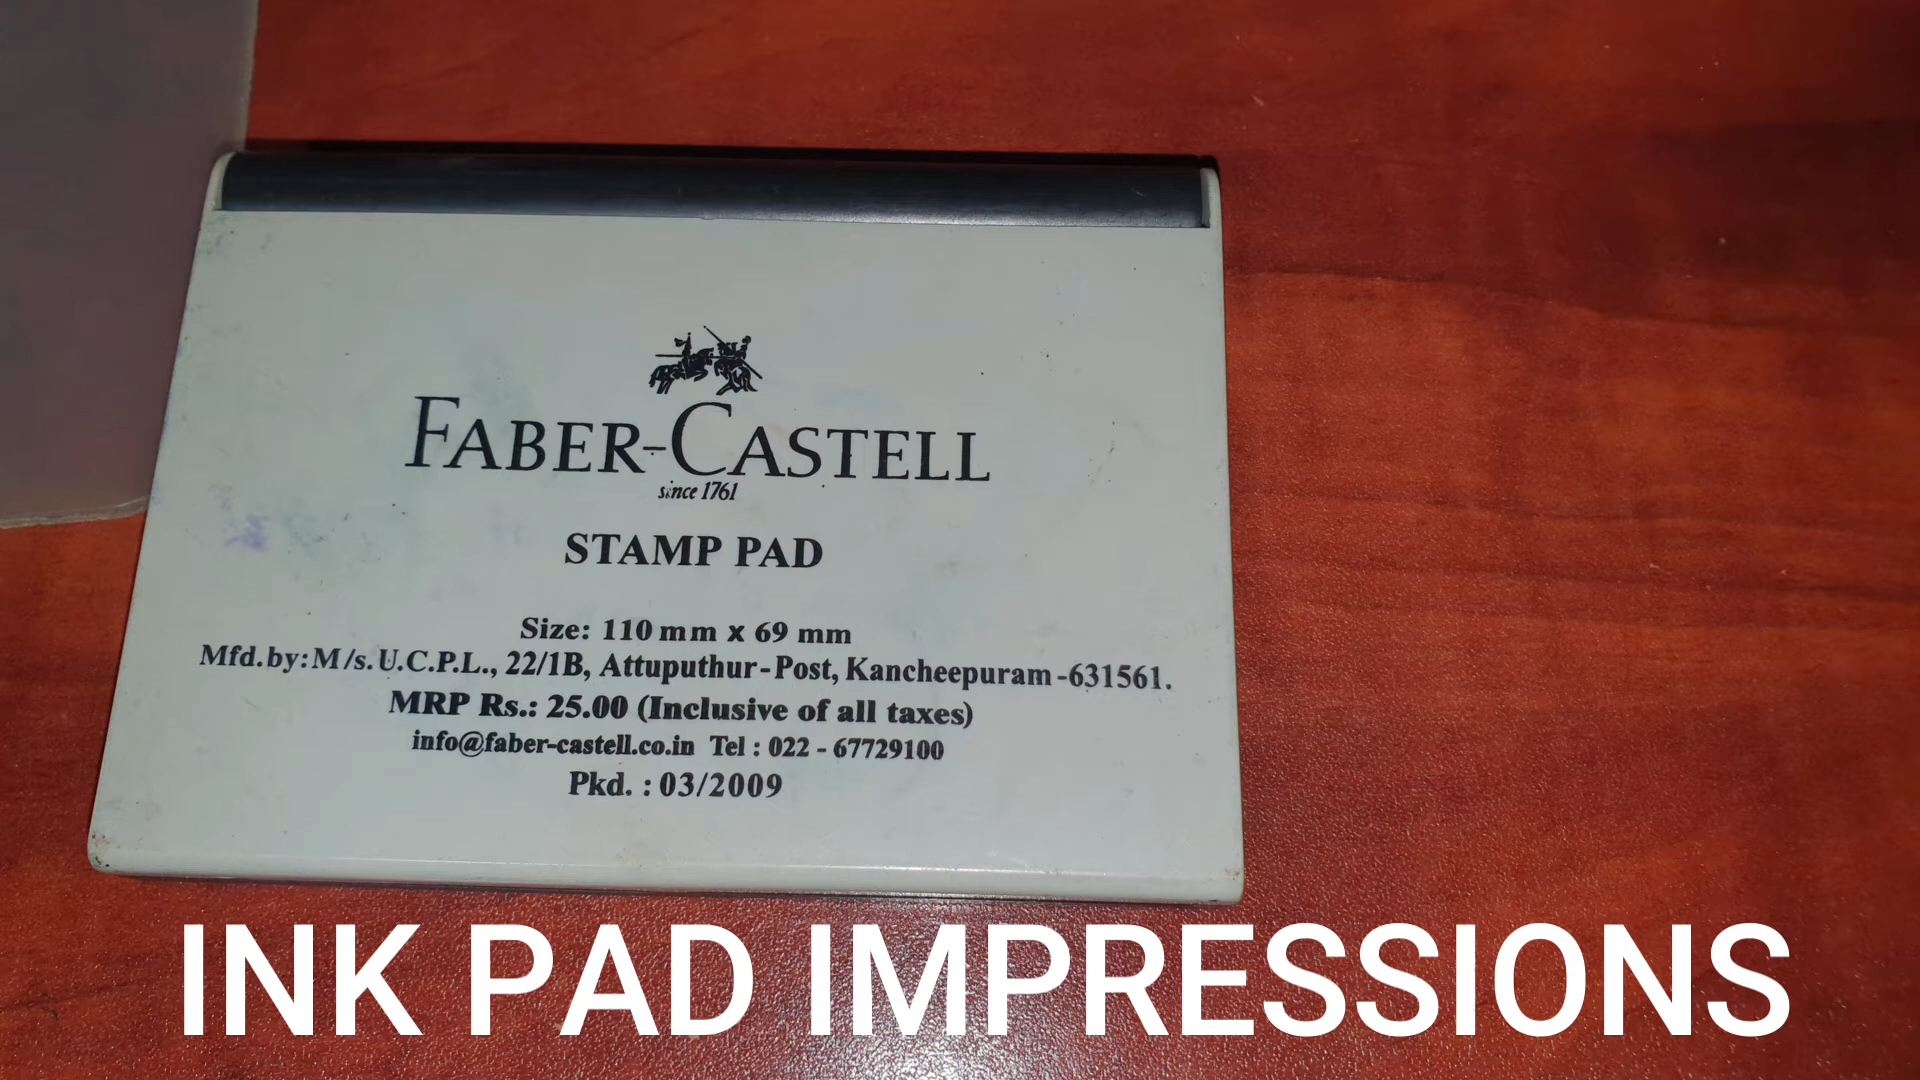 FABER-CASTELL
since 1761
STAMP PAD
Size: 110 mm x 69 mm
Mfd.by:M/s.U.C.P.L., 22/1B, Attuputhur-Post, Kancheepuram-631561.
MRP Rs.: 25.00 (Inclusive of all taxes)
info@faber-castell.co.in Tel : 022 - 67729100
Pkd. : 03/2009
INK PAD IMPRESSIONS